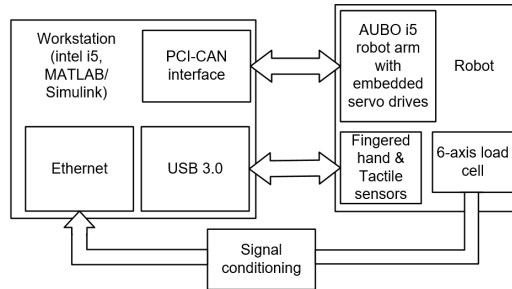 Workstation
(intel i5,
MATLAB/
Simulink)
PCI-CAN
interface
Ethernet
USB 3.0
AUBO i5
robot arm
with
embedded
servo drives
Robot
Fingered
hand &
Tactile
sensors
6-axis load
cell
Signal
conditioning